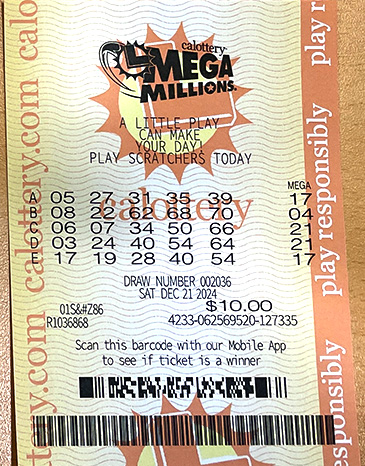 calottery
MEGA
MILLIONS
A LITTLE PLAY
CAN MAKE
YOUR DAY!
PLAY SCRATCHERS TODAY
MEGA
A 05 27 31 35 39 17
B 08 22 62 68 70 04
C 06 07 34 50 66 21
D 03 24 40 54 64 21
E 17 19 28 40 54 17
calottery
DRAW NUMBER 002036
SAT DEC 21 2024
01S&#Z86 $10.00
R1036868 4233-062569520-127335
Scan this barcode with our Mobile App
to see if ticket is a winner
calottery.com calottery.com calo
play responsibly play r